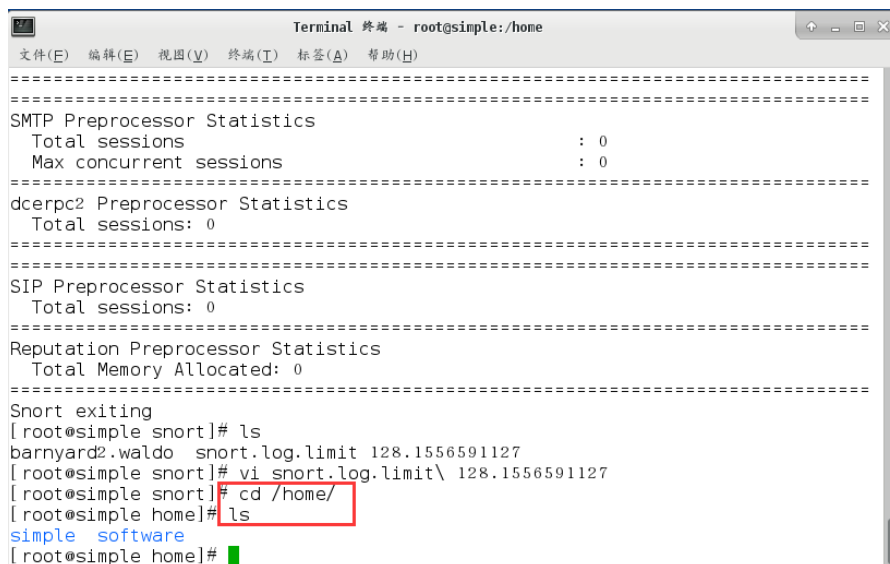 Terminal 终端 - root@simple:/home
文件(F) 编辑(E) 视图(V) 终端(T) 标签(A) 帮助(H)
===============================================================================
===============================================================================
SMTP Preprocessor Statistics
  Total sessions                                    : 0
  Max concurrent sessions                           : 0
===============================================================================
dcerpc2 Preprocessor Statistics
  Total sessions: 0
===============================================================================
===============================================================================
SIP Preprocessor Statistics
  Total sessions: 0
===============================================================================
Reputation Preprocessor Statistics
  Total Memory Allocated: 0
===============================================================================
Snort exiting
[root@simple snort]# ls
barnyard2.waldo  snort.log.limit 128.1556591127
[root@simple snort]# vi snort.log.limit\ 128.1556591127
[root@simple snort]# cd /home/
[root@simple home]# ls
simple  software
[root@simple home]#